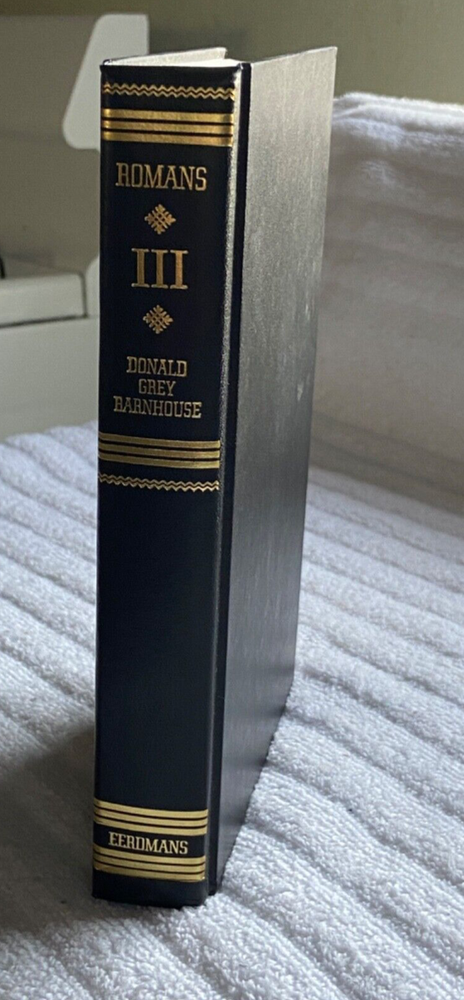 ROMANS
III
DONALD
GREY
BARNHOUSE
EERDMANS